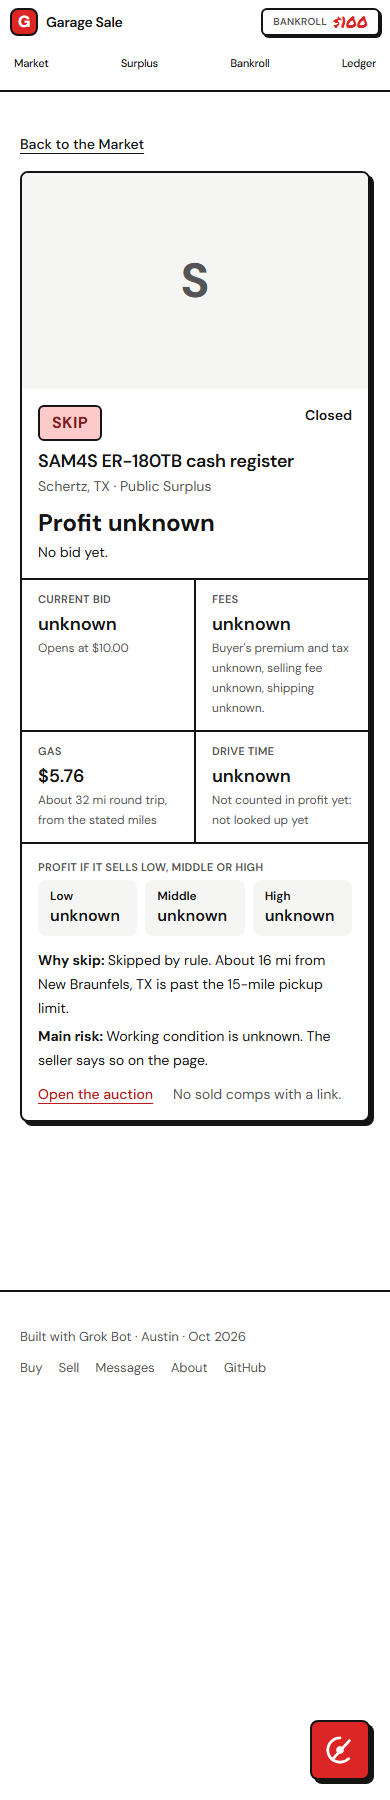 G Garage Sale
BANKROLL $100
Market Surplus Bankroll Ledger
Back to the Market
S
SKIP
Closed
SAM4S ER-180TB cash register
Schertz, TX · Public Surplus
Profit unknown
No bid yet.
CURRENT BID
unknown
Opens at $10.00
FEES
unknown
Buyer's premium and tax
unknown, selling fee
unknown, shipping
unknown.
GAS
$5.76
About 32 mi round trip,
from the stated miles
DRIVE TIME
unknown
Not counted in profit yet:
not looked up yet
PROFIT IF IT SELLS LOW, MIDDLE OR HIGH
Low
unknown
Middle
unknown
High
unknown
Why skip: Skipped by rule. About 16 mi from
New Braunfels, TX is past the 15-mile pickup
limit.
Main risk: Working condition is unknown. The
seller says so on the page.
Open the auction No sold comps with a link.
Built with Grok Bot · Austin · Oct 2026
Buy Sell Messages About GitHub